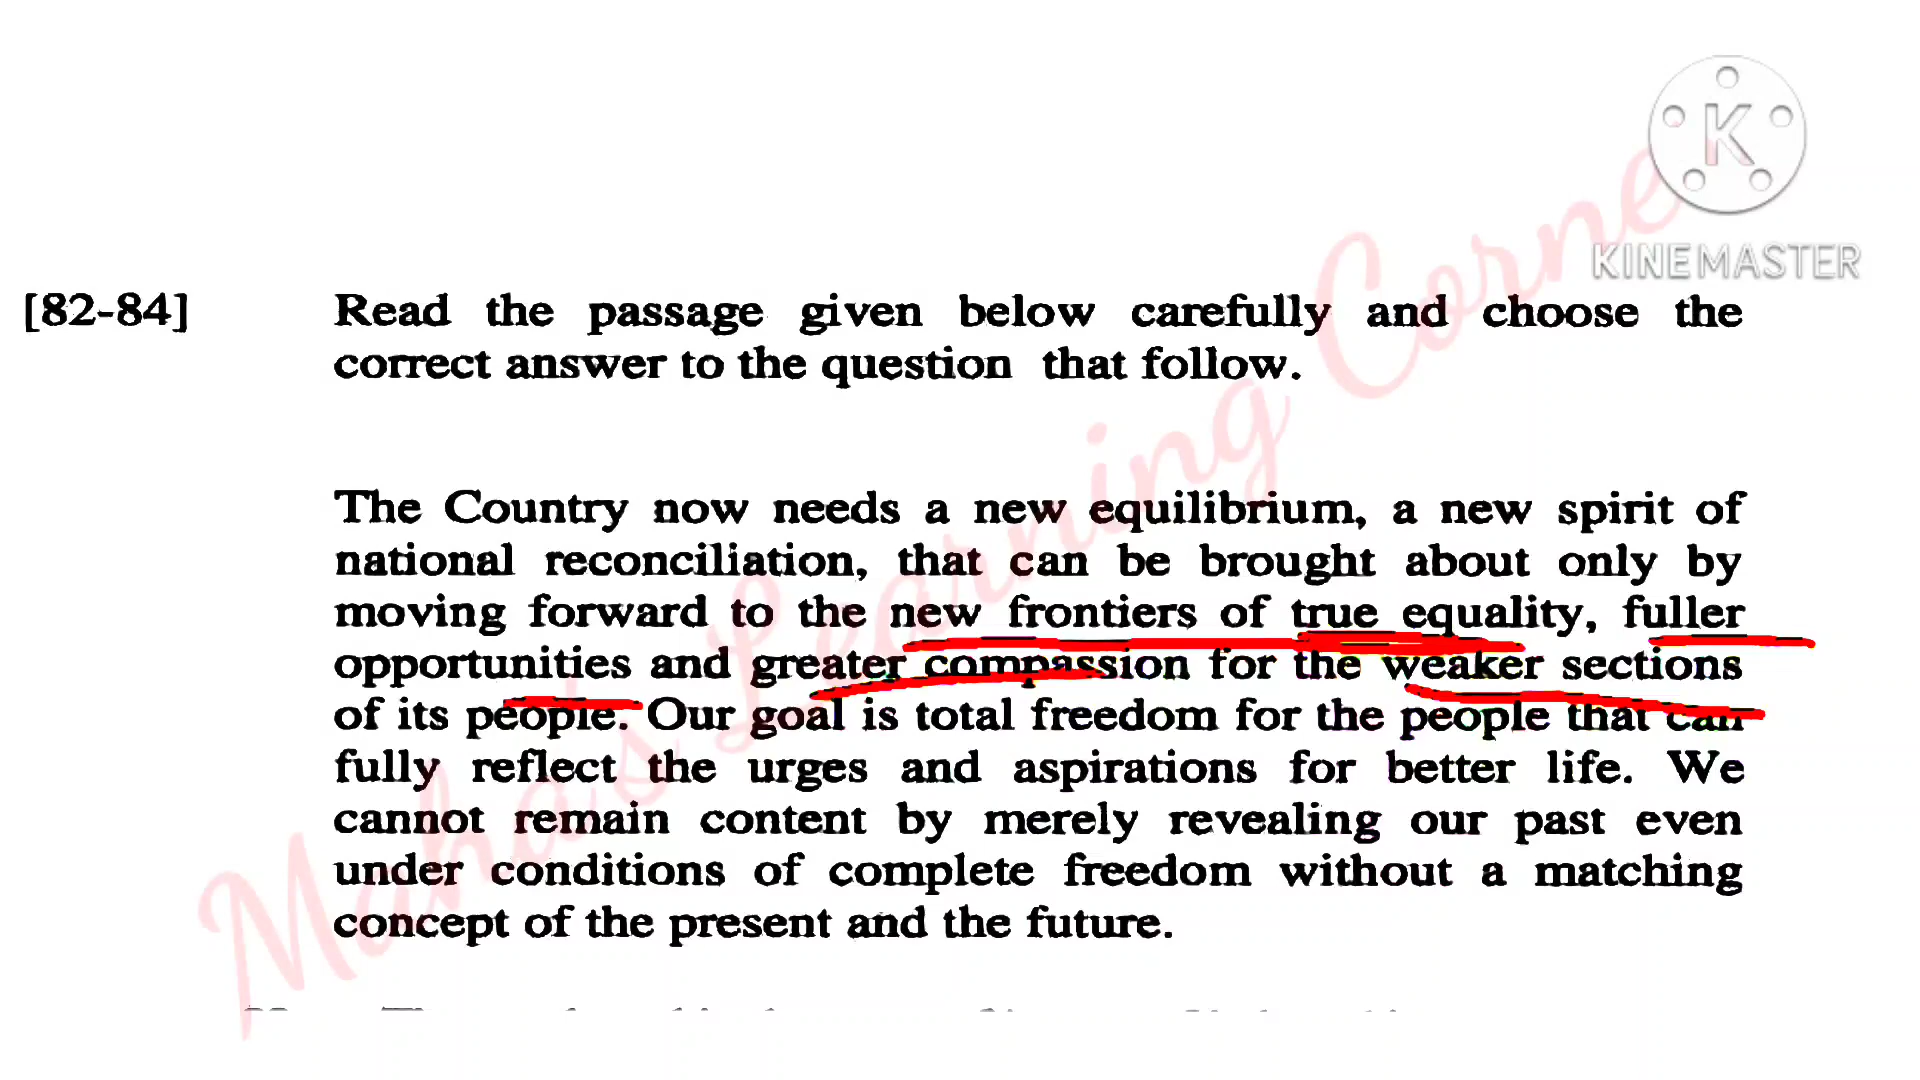 KINEMASTER
[82-84] Read the passage given below carefully and choose the
correct answer to the question that follow.
The Country now needs a new equilibrium, a new spirit of
national reconciliation, that can be brought about only by
moving forward to the new frontiers of true equality, fuller
opportunities and greater compassion for the weaker sections
of its people. Our goal is total freedom for the people that can
fully reflect the urges and aspirations for better life. We
cannot remain content by merely revealing our past even
under conditions of complete freedom without a matching
concept of the present and the future.
Maha's Learning Corner